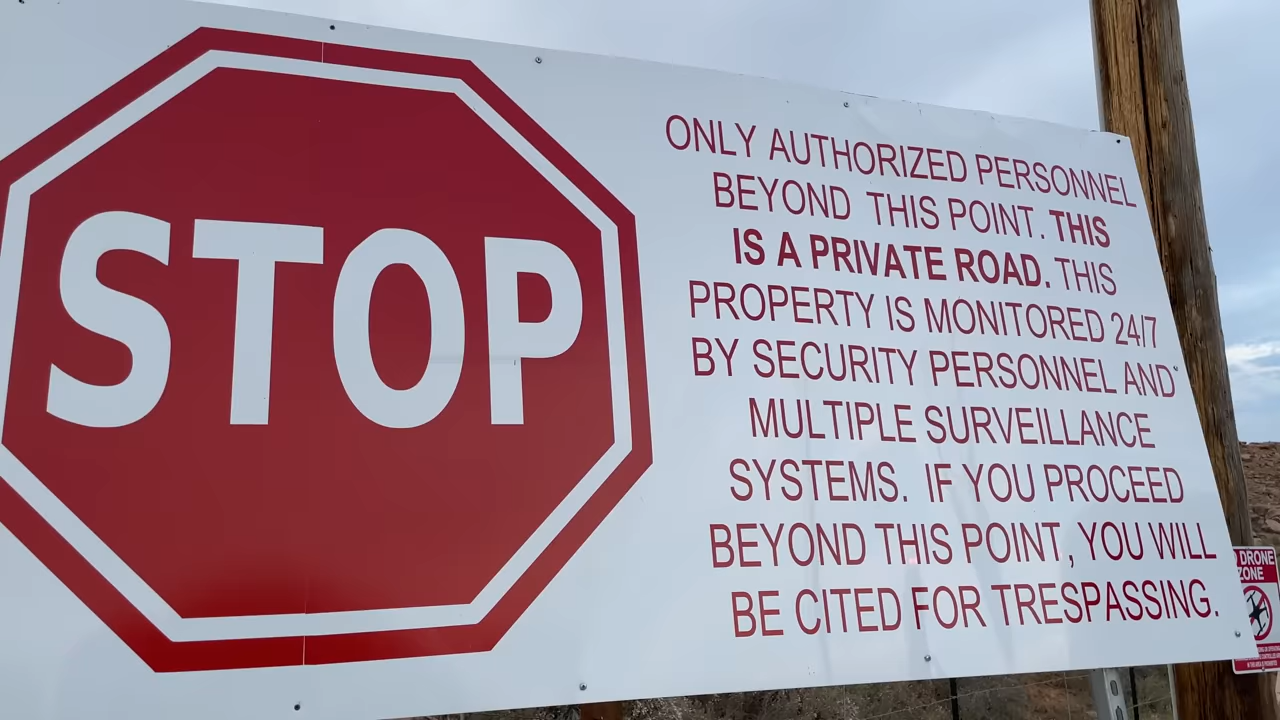 STOP
ONLY AUTHORIZED PERSONNEL
BEYOND THIS POINT. THIS
IS A PRIVATE ROAD. THIS
PROPERTY IS MONITORED 24/7
BY SECURITY PERSONNEL AND
MULTIPLE SURVEILLANCE
SYSTEMS. IF YOU PROCEED
BEYOND THIS POINT, YOU WILL
BE CITED FOR TRESPASSING.
DRONE
ZONE